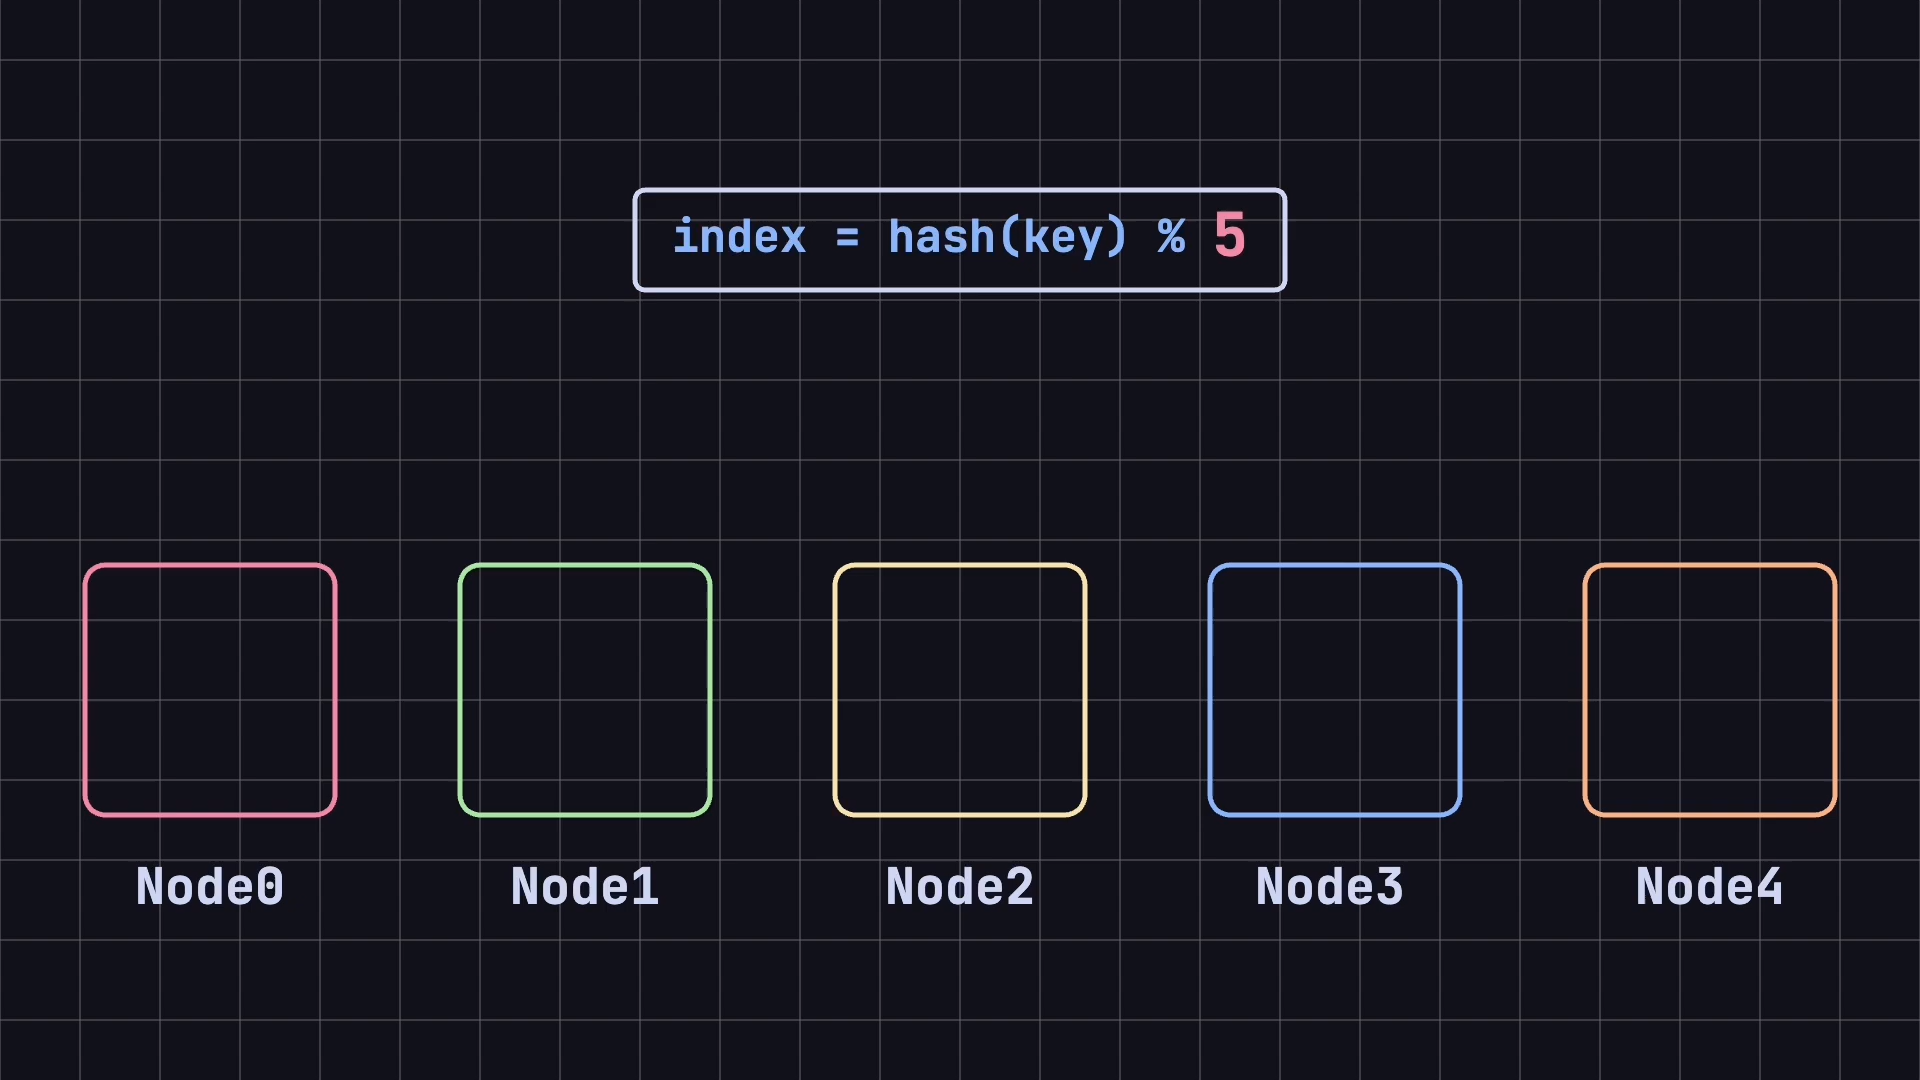 index = hash(key) % 5
Node0
Node1
Node2
Node3
Node4